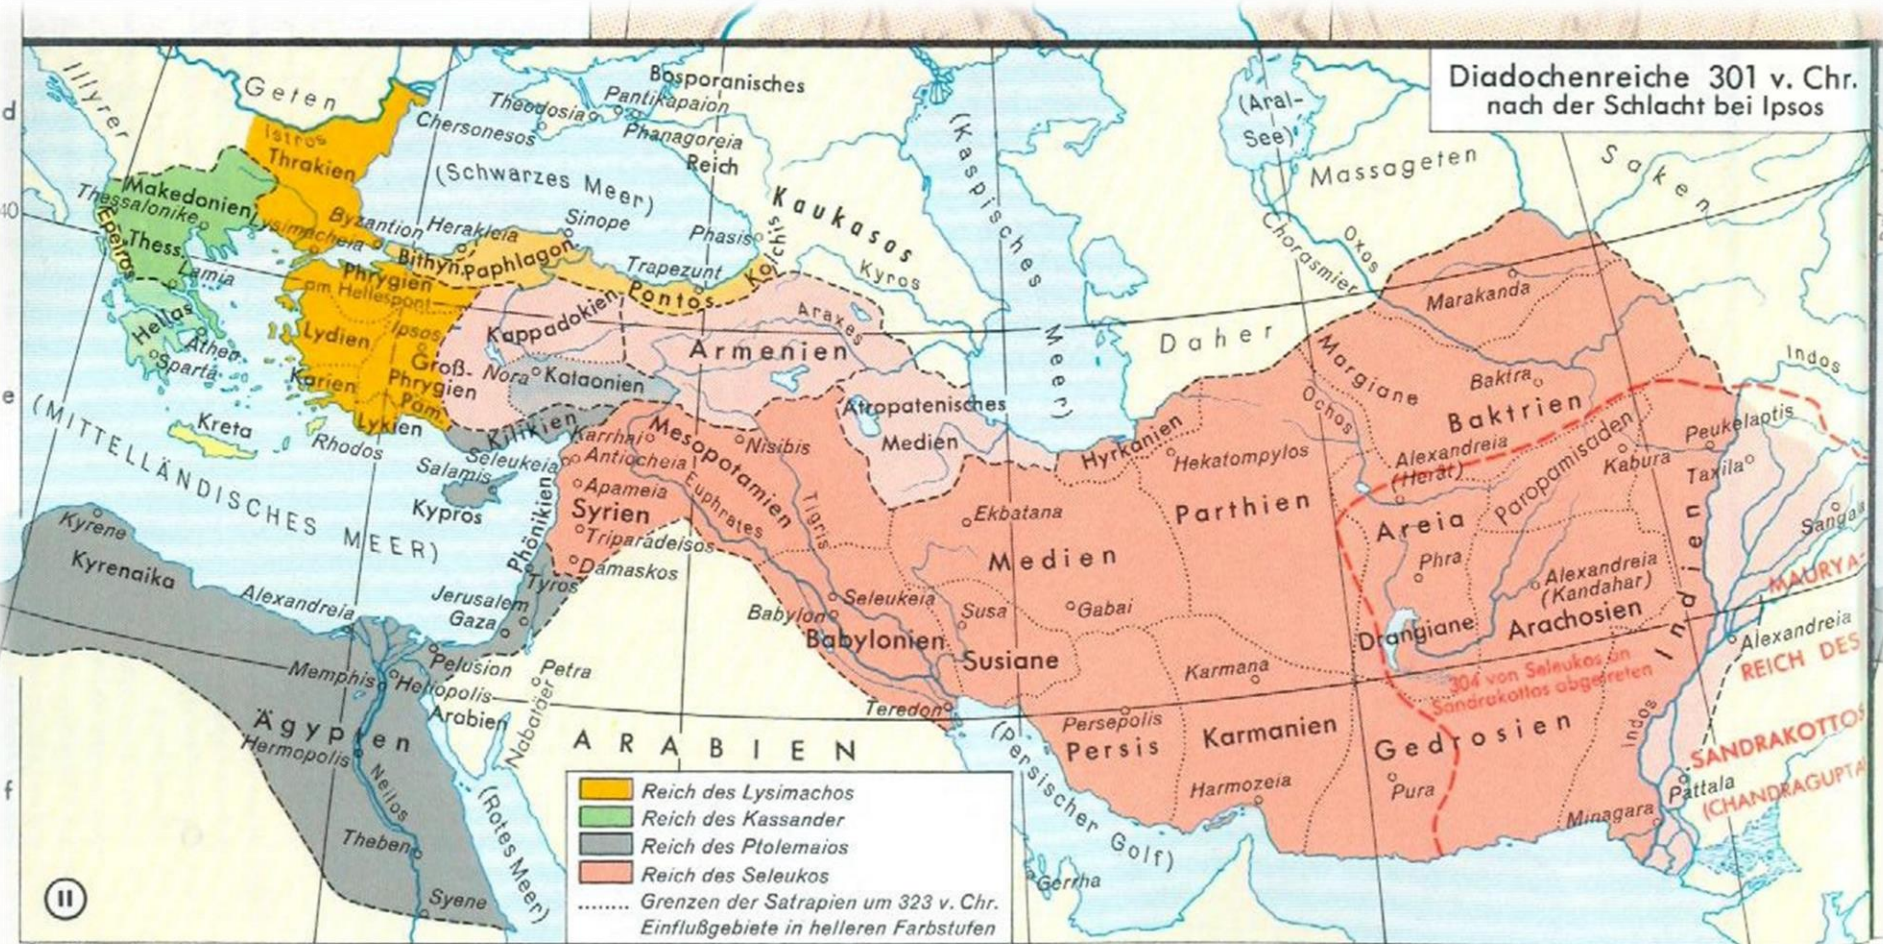 Diadochenreiche 301 v. Chr.
nach der Schlacht bei Ipsos
d
40
e
f
Illyrer
Geten
Istros
Thrakien
Makedonien
Thessalonike
Epeiros
Thess.
Lamia
Hellas
Athen
Sparta
Lysimacheia
Byzantion
Herakleia
Bithyn.
Paphlagon.
Sinope
Theodosia
Chersonesos
Bosporanisches
Pantikapaion
Phanagoreia
Reich
(Schwarzes Meer)
Phasis
Kolchis
Kaukasos
Kyros
Trapezunt
Pontos
Araxes
(Kaspisches
Meer)
(Aral-
See)
Massageten
Saken
Chorasmier
Oxos
Daher
Phrygien
am Hellespont
Lydien
Ipsos
Groß-
Phrygien
Karien
Pam.
Lykien
Kappadokien
Nora
Kataonien
Armenien
Kilikien
Atropatenisches
Medien
Kreta
Rhodos
(MITTELLÄNDISCHES MEER)
Salamis
Kypros
Seleukeia
Karrhai
Antiocheia
Apameia
Syrien
Triparadeisos
Damaskos
Phönikien
Tyros
Mesopotamien
Nisibis
Euphrates
Tigris
Hyrkanien
Hekatompylos
Parthien
Margiane
Ochos
Marakanda
Baktra
Baktrien
Alexandreia
(Herat)
Paropamisaden
Kabura
Indos
Peukelaotis
Taxila
Sangala
Areia
Phra
Alexandreia
(Kandahar)
Arachosien
Drangiane
Indien
Ekbatana
Medien
Gabai
Susa
Susiane
Seleukeia
Babylon
Babylonien
Teredon
Persepolis
Persis
Karmana
Karmanien
Harmozeia
Gedrosien
Pura
304 von Seleukos an
Sandrakottos abgetreten
Indos
Minagara
Pattala
Alexandreia
MAURYA-
REICH DES
SANDRAKOTTOS
(CHANDRAGUPTA
Kyrene
Kyrenaika
Alexandreia
Jerusalem
Gaza
Pelusion
Petra
Memphis
Heliopolis
Arabien
Nabatäer
Ägypten
Hermopolis
Neilos
Theben
Syene
(Rotes Meer)
ARABIEN
(Persischer Golf)
Gerrha
Reich des Lysimachos
Reich des Kassander
Reich des Ptolemaios
Reich des Seleukos
Grenzen der Satrapien um 323 v. Chr.
Einflußgebiete in helleren Farbstufen
II